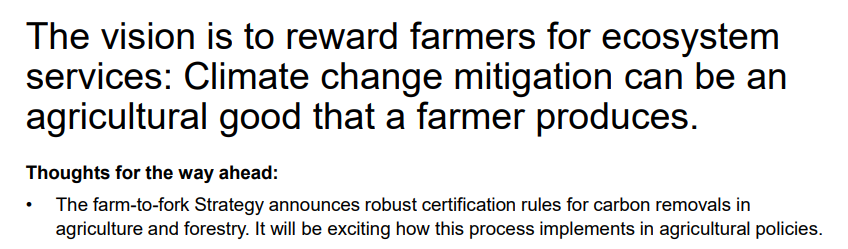 The vision is to reward farmers for ecosystem
services: Climate change mitigation can be an
agricultural good that a farmer produces.
Thoughts for the way ahead:
• The farm-to-fork Strategy announces robust certification rules for carbon removals in
agriculture and forestry. It will be exciting how this process implements in agricultural policies.